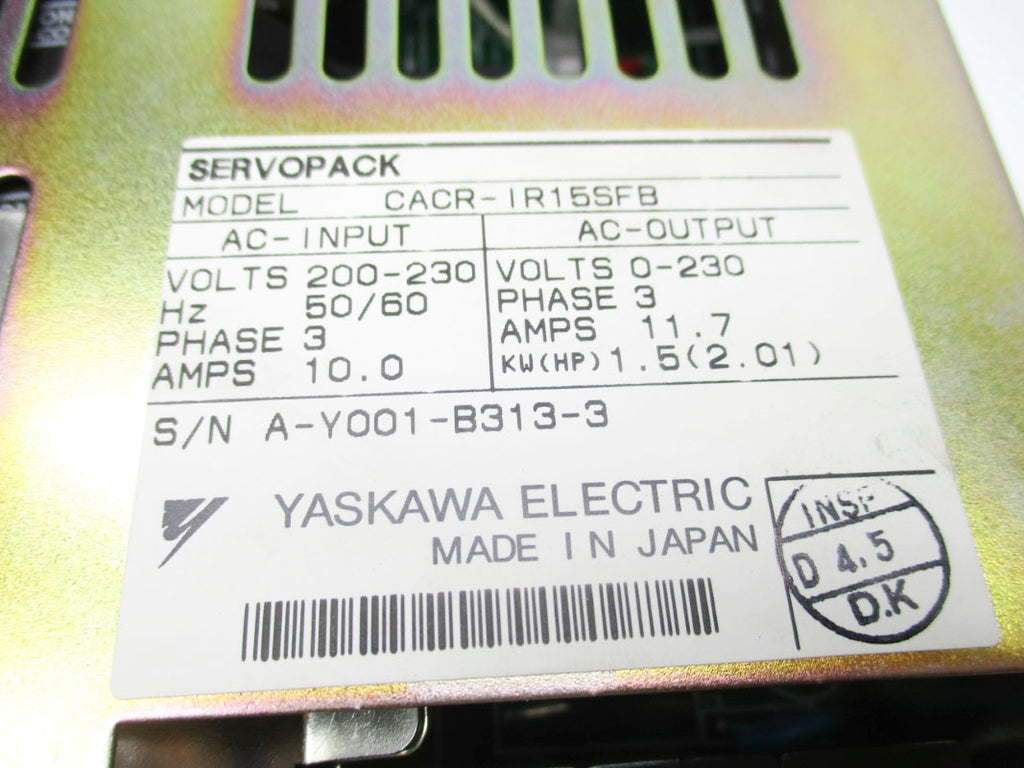 SERVOPACK
MODEL CACR-IR15SFB
AC-INPUT AC-OUTPUT
VOLTS 200-230 VOLTS 0-230
Hz 50/60 PHASE 3
PHASE 3 AMPS 11.7
AMPS 10.0 KW(HP) 1.5(2.01)
S/N A-Y001-B313-3
YASKAWA ELECTRIC
MADE IN JAPAN
INSP
D 4.5
D.K